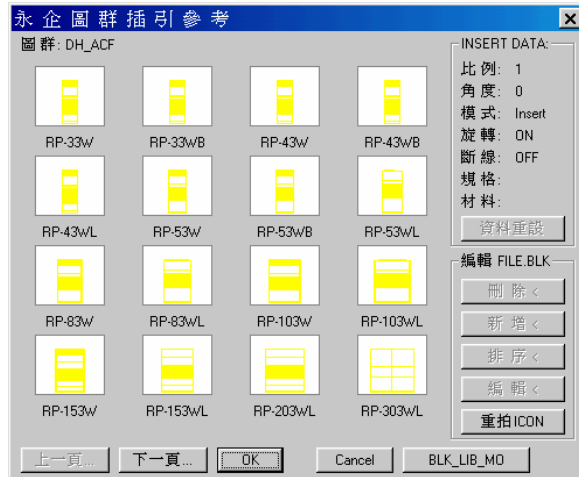 永企圖群插引參考
圖群: DH_ACF
RP-33W RP-33WB RP-43W RP-43WB
RP-43WL RP-53W RP-53WB RP-53WL
RP-83W RP-83WL RP-103W RP-103WL
RP-153W RP-153WL RP-203WL RP-303WL
INSERT DATA:
比例: 1
角度: 0
模式: Insert
旋轉: ON
斷線: OFF
規格:
材料:
資料重設
編輯 FILE.BLK
刪除<
新增<
排序<
編輯<
重拍ICON
上一頁... 下一頁... OK Cancel BLK_LIB_MO